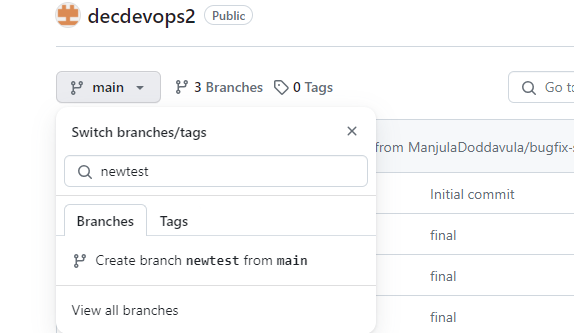 decdevops2 Public
main 3 Branches 0 Tags Go to
Switch branches/tags
from ManjulaDoddavula/bugfix-
newtest
Initial commit
Branches Tags
final
Create branch newtest from main
final
View all branches
final